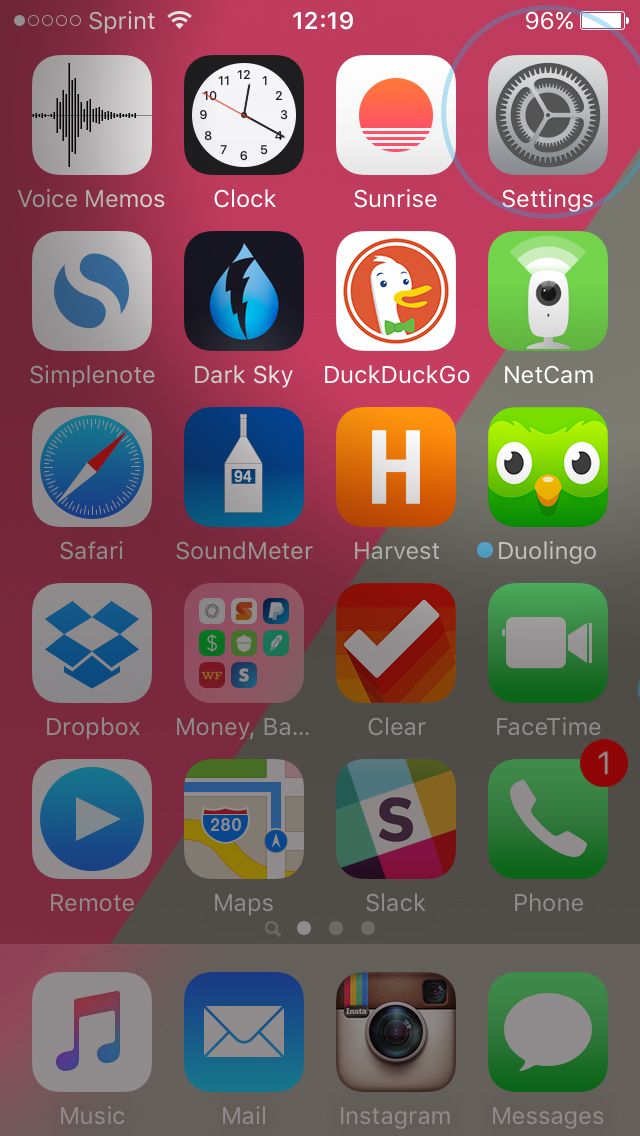 Sprint 12:19 96%
12 1 2 3 4 5 6 7 8 9 10 11
Voice Memos Clock Sunrise Settings
Simplenote Dark Sky DuckDuckGo NetCam
94 H
Safari SoundMeter Harvest Duolingo
$
WF S
Dropbox Money, Ba... Clear FaceTime
1
280 S
Remote Maps Slack Phone
Insta
Music Mail Instagram Messages